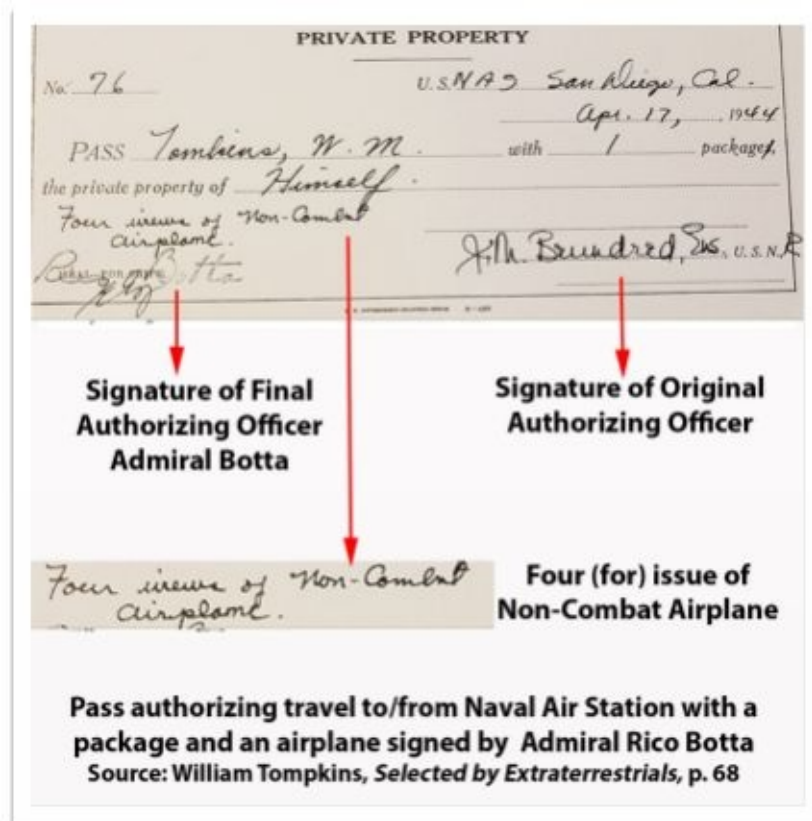 PRIVATE PROPERTY
No. 76 U.S. NAS San Diego, Cal.
Apr. 17, 1944
PASS Tomkins, W. M. with 1 package/.
the private property of Himself.
Four views of Non-Combat
airplane.
Botta J.M. Brundred, Ens., U.S.N.R
Signature of Final
Authorizing Officer
Admiral Botta
Signature of Original
Authorizing Officer
Four views of Non-Combat
airplane.
Four (for) issue of
Non-Combat Airplane
Pass authorizing travel to/from Naval Air Station with a
package and an airplane signed by Admiral Rico Botta
Source: William Tompkins, Selected by Extraterrestrials, p. 68